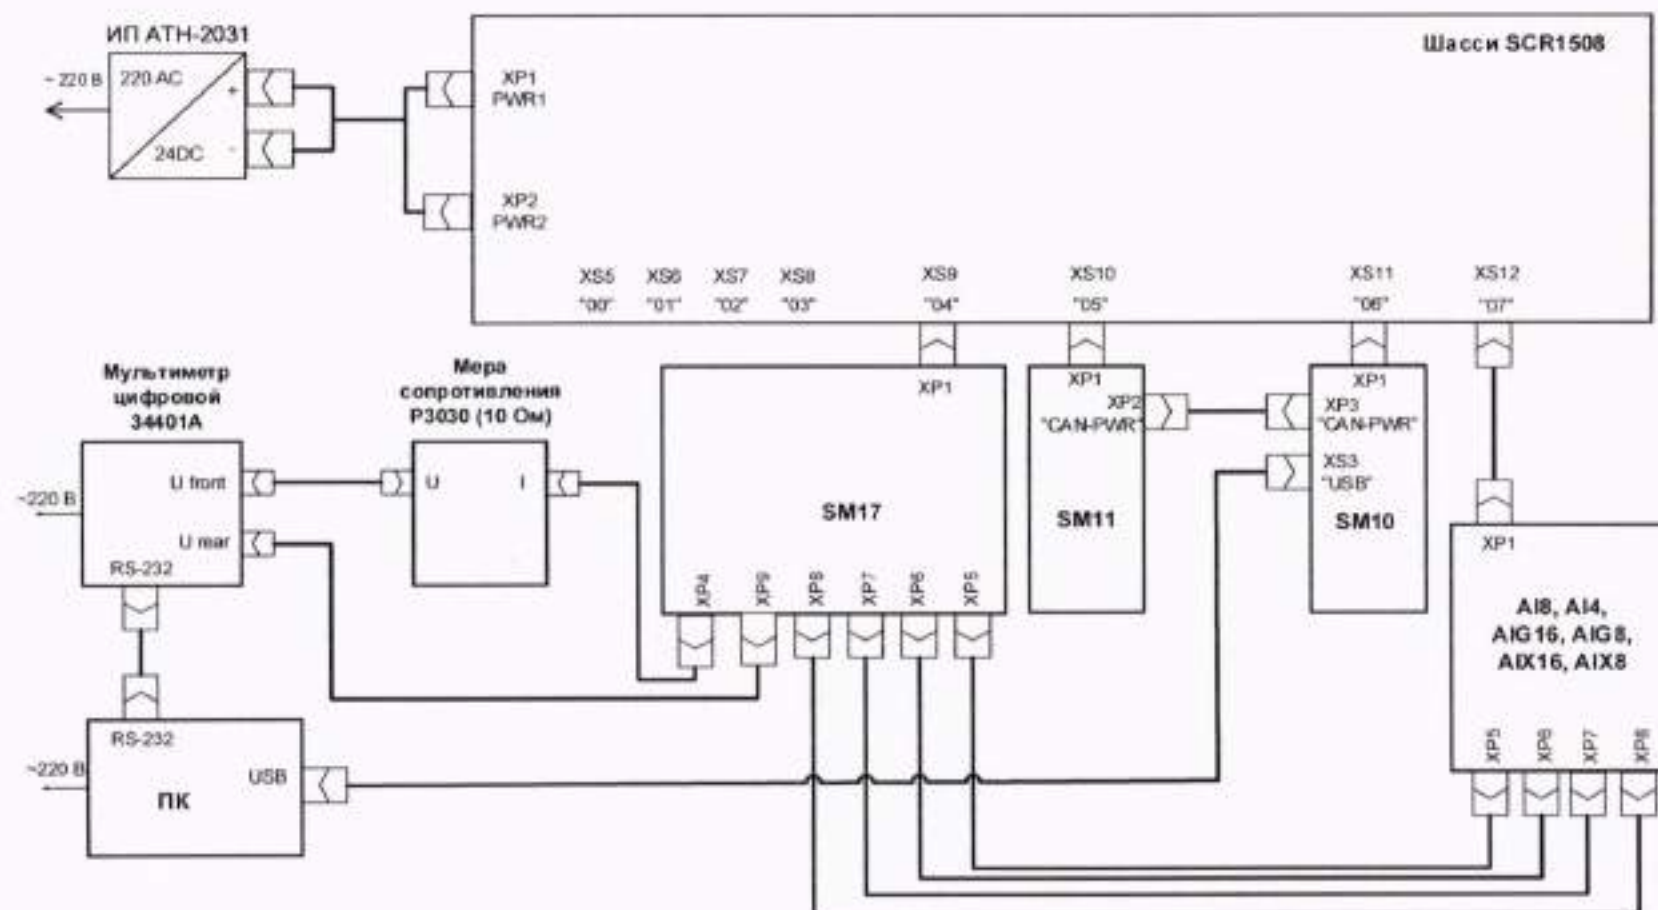 ИП АТН-2031
~ 220 В
220 AC
+
24DC
-
Шасси SCR1508
XP1
PWR1
XP2
PWR2
XS5 XS6 XS7 XS8 XS9 XS10 XS11 XS12
"00" "01" "02" "03" "04" "05" "06" "07"
Мультиметр
цифровой
34401A
U front
U rear
RS-232
~220 В
Мера
сопротивления
Р3030 (10 Ом)
U I
XP1
SM17
XP4 XP9 XP8 XP7 XP6 XP5
XP1
XP2
"CAN-PWR"
SM11
XP1
XP3
"CAN-PWR"
XS3
"USB"
SM10
XP1
AI8, AI4,
AIG16, AIG8,
AIX16, AIX8
XP5 XP6 XP7 XP8
RS-232
~220 В
USB
ПК